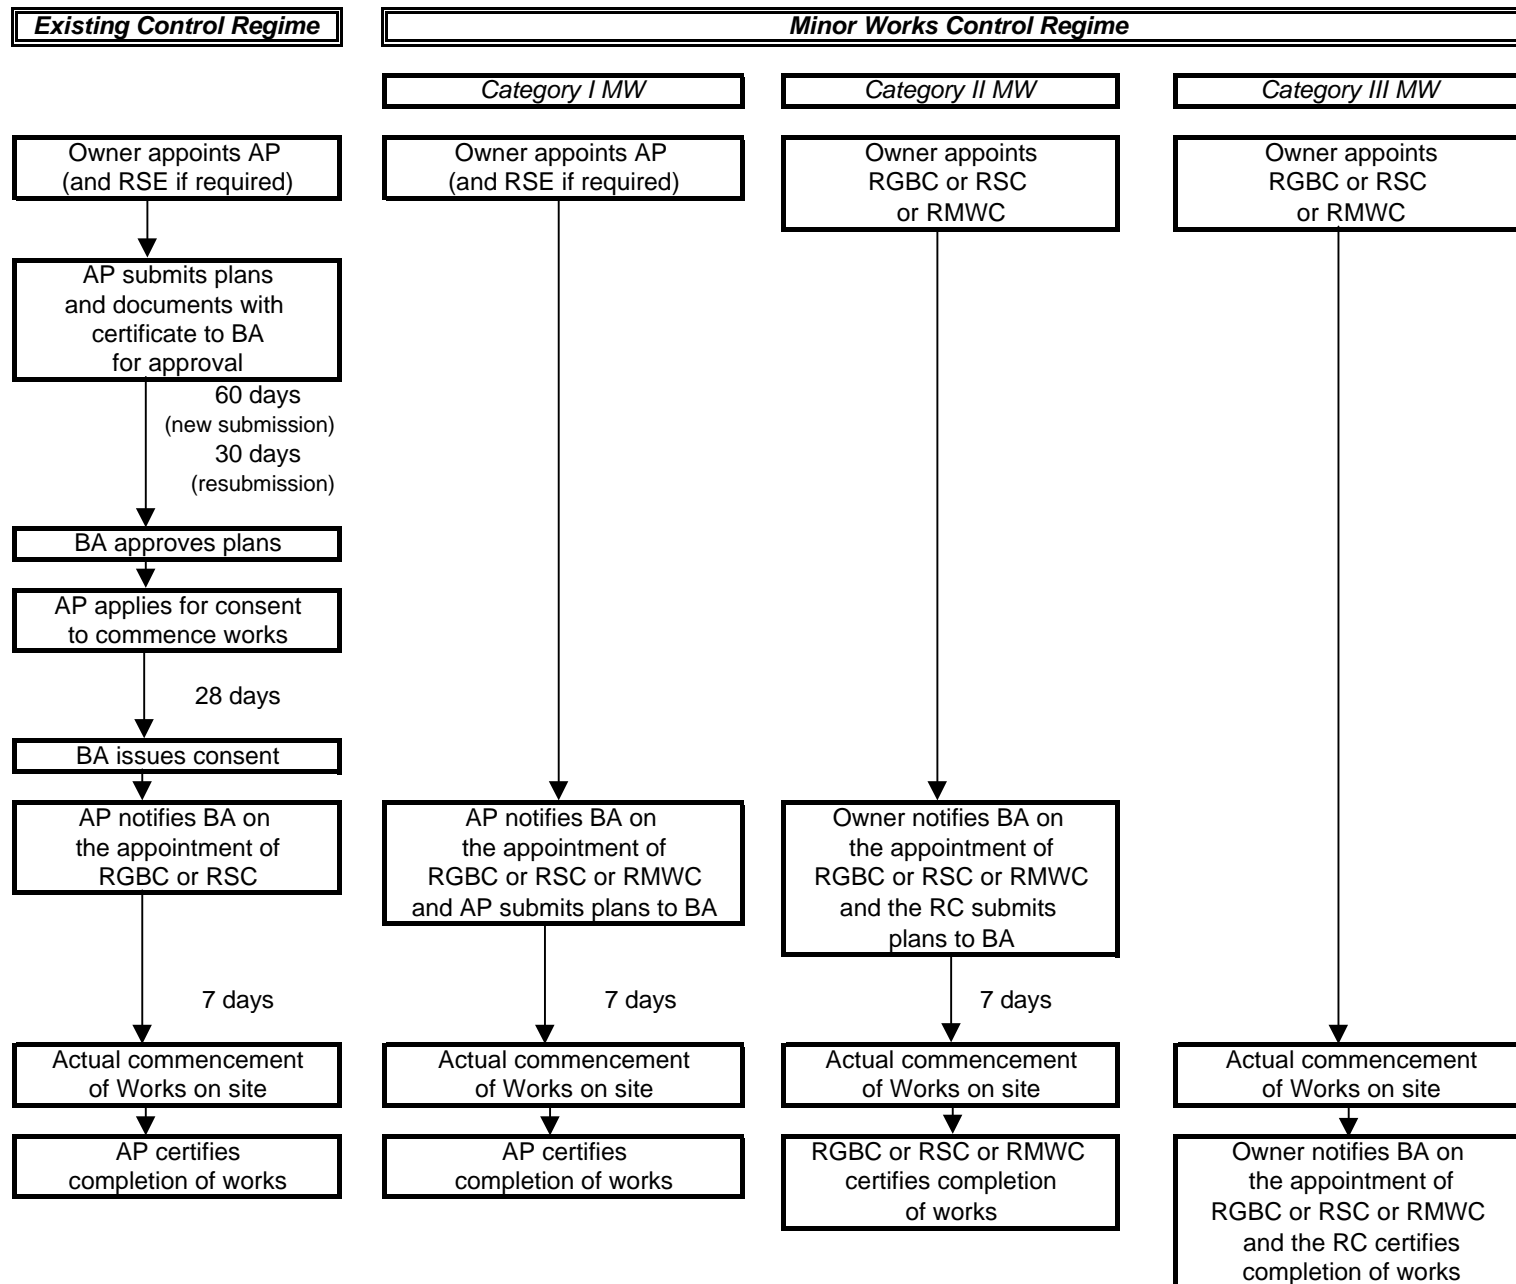 Existing Control Regime
Minor Works Control Regime
Category I MW
Category II MW
Category III MW
Owner appoints AP
(and RSE if required)
AP submits plans
and documents with
certificate to BA
for approval
60 days
(new submission)
30 days
(resubmission)
BA approves plans
AP applies for consent
to commence works
28 days
BA issues consent
AP notifies BA on
the appointment of
RGBC or RSC
7 days
Actual commencement
of Works on site
AP certifies
completion of works
Owner appoints AP
(and RSE if required)
AP notifies BA on
the appointment of
RGBC or RSC or RMWC
and AP submits plans to BA
7 days
Actual commencement
of Works on site
AP certifies
completion of works
Owner appoints
RGBC or RSC
or RMWC
Owner notifies BA on
the appointment of
RGBC or RSC or RMWC
and the RC submits
plans to BA
7 days
Actual commencement
of Works on site
RGBC or RSC or RMWC
certifies completion
of works
Owner appoints
RGBC or RSC
or RMWC
Actual commencement
of Works on site
Owner notifies BA on
the appointment of
RGBC or RSC or RMWC
and the RC certifies
completion of works